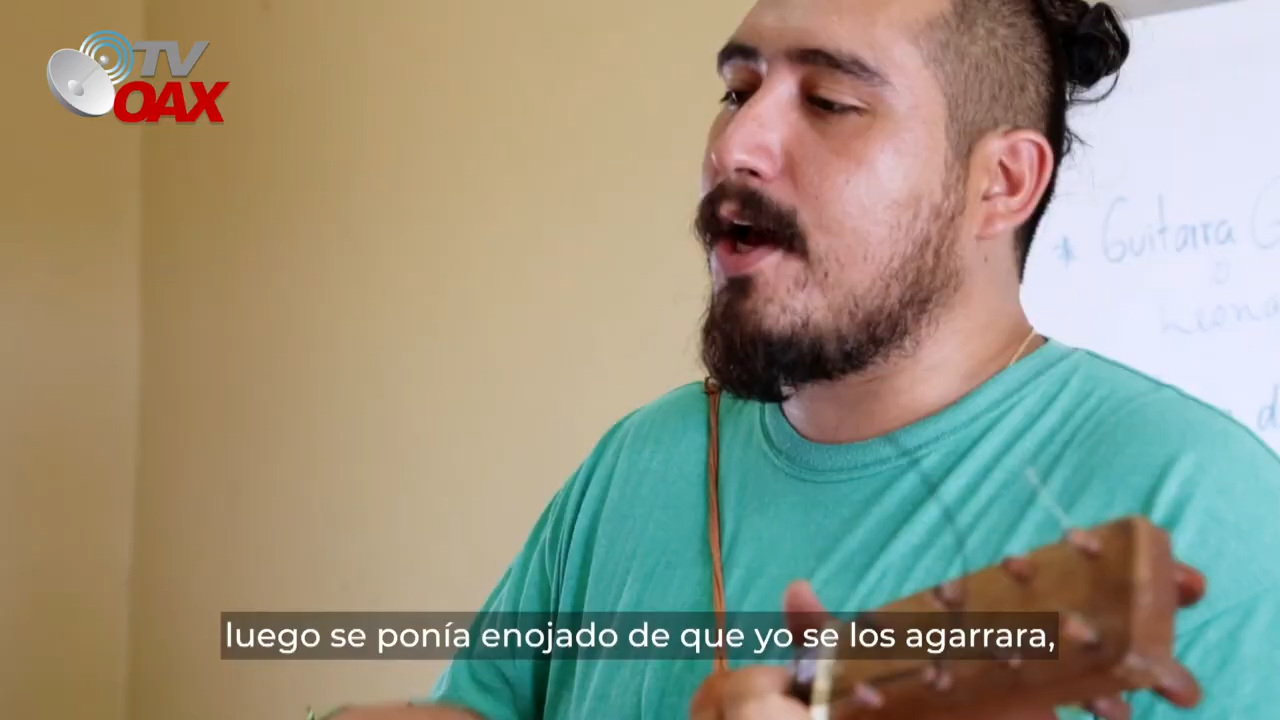 TV
OAX
* Guitarra
luego se ponía enojado de que yo se los agarrara,